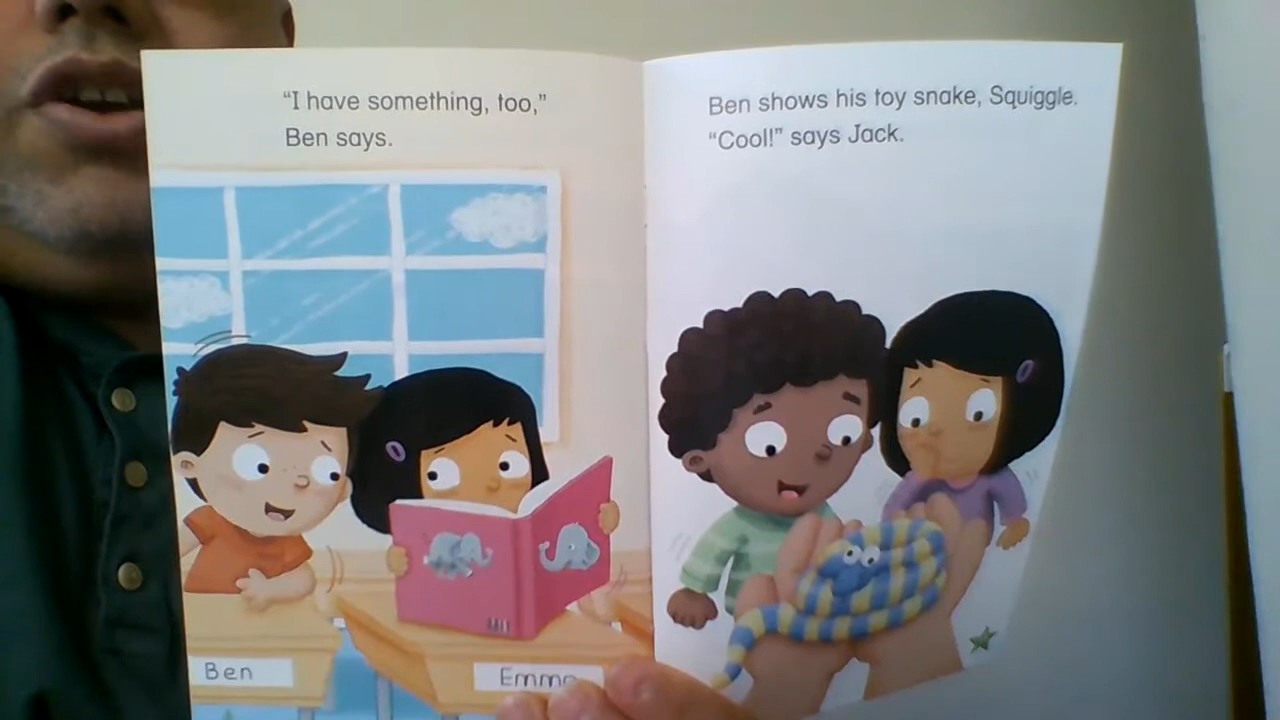 “I have something, too,”
Ben says.
Ben
Emma
Ben shows his toy snake, Squiggle.
“Cool!” says Jack.